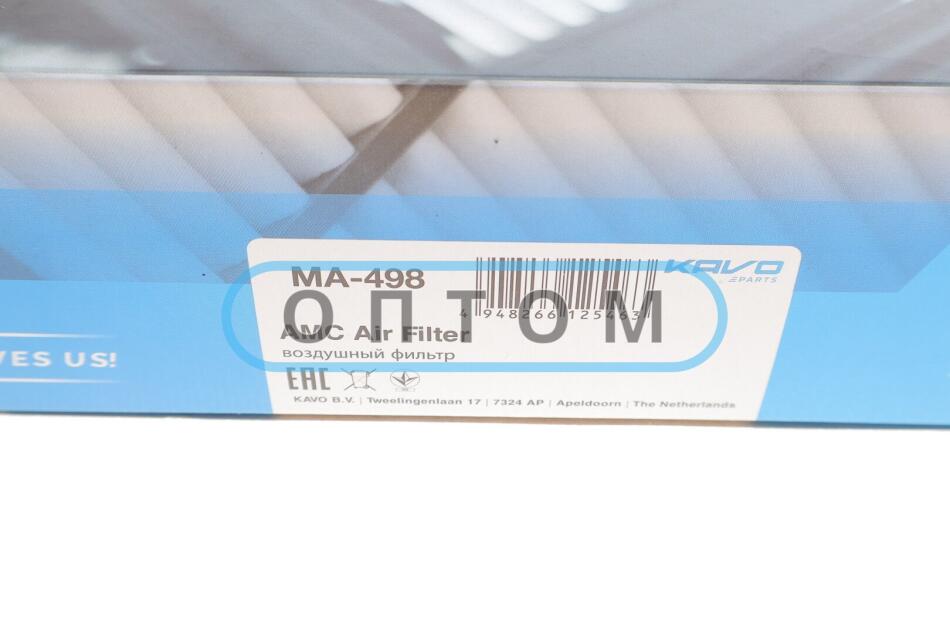 MA-498
KAVO
PARTS
4 948266 125463
ОПТОМ
AMC Air Filter
воздушный фильтр
EAC
KAVO B.V. | Tweelingenlaan 17 | 7324 AP | Apeldoorn | The Netherlands
VES US!